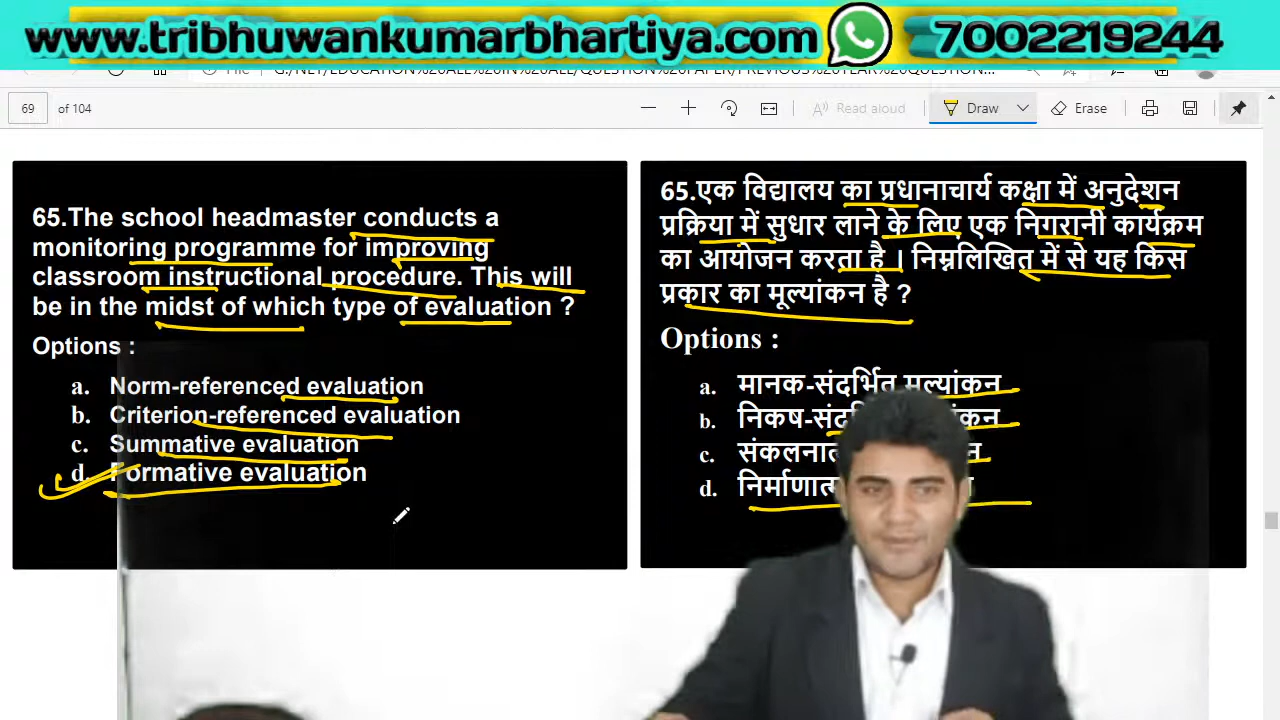 www.tribhuwankumarbhartiya.com 7002219244
69 of 104 Read aloud Draw Erase
65.The school headmaster conducts a
monitoring programme for improving
classroom instructional procedure. This will
be in the midst of which type of evaluation ?
Options :
a. Norm-referenced evaluation
b. Criterion-referenced evaluation
c. Summative evaluation
d. Formative evaluation
65.एक विद्यालय का प्रधानाचार्य कक्षा में अनुदेशन
प्रक्रिया में सुधार लाने के लिए एक निगरानी कार्यक्रम
का आयोजन करता है । निम्नलिखित में से यह किस
प्रकार का मूल्यांकन है ?
Options :
a. मानक-संदर्भित मूल्यांकन
b.
c.
d.